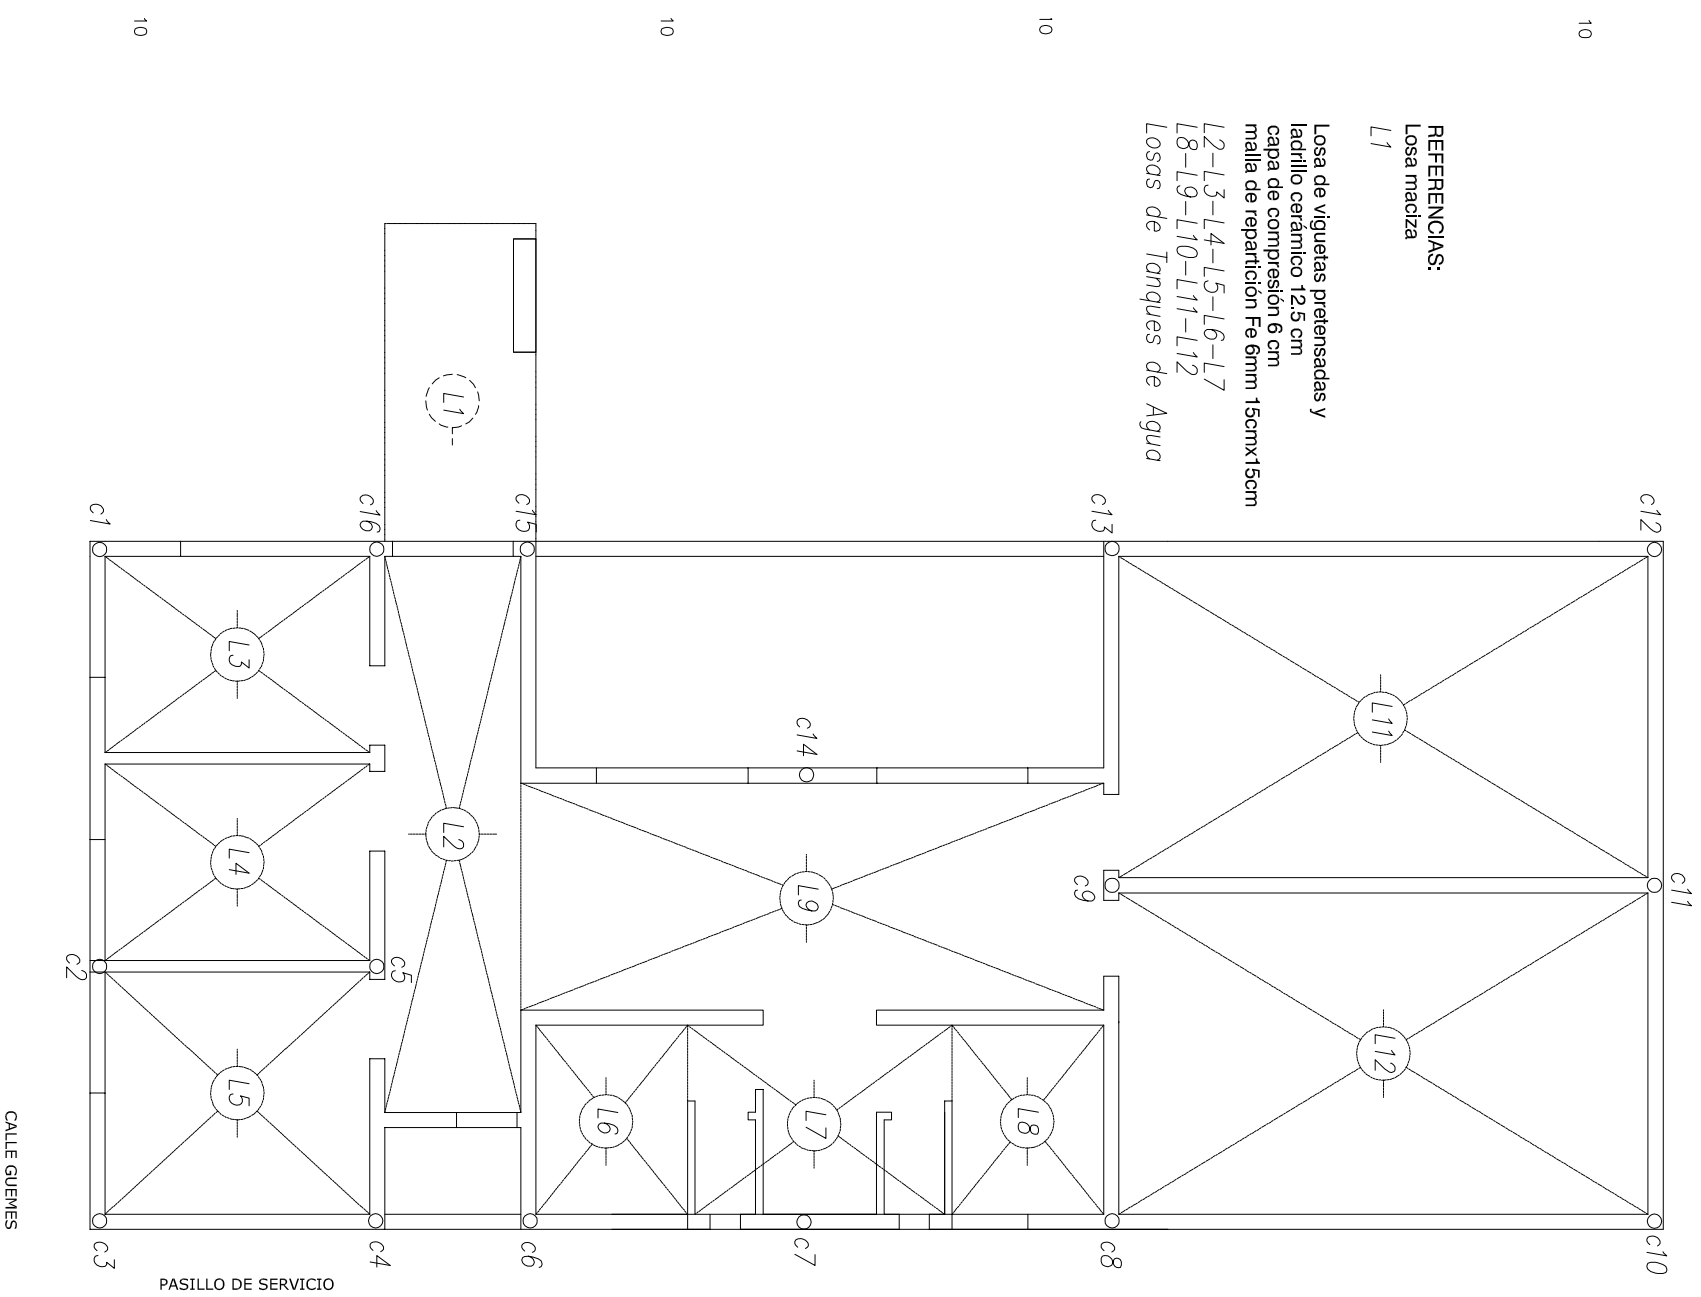 10
10
10
10
REFERENCIAS:
Losa maciza
L1
Losa de viguetas pretensadas y
ladrillo cerámico 12.5 cm
capa de compresión 6 cm
malla de repartición Fe 6mm 15cmx15cm
L2-L3-L4-L5-L6-L7
L8-L9-L10-L11-L12
Losas de Tanques de Agua
L1
c1
c16
c15
c13
c12
L3
L11
c14
L2
L4
L9
c9
c11
c2
c5
L5
L6
L7
L8
L12
c3
c4
c6
c7
c8
c10
CALLE GUEMES
PASILLO DE SERVICIO